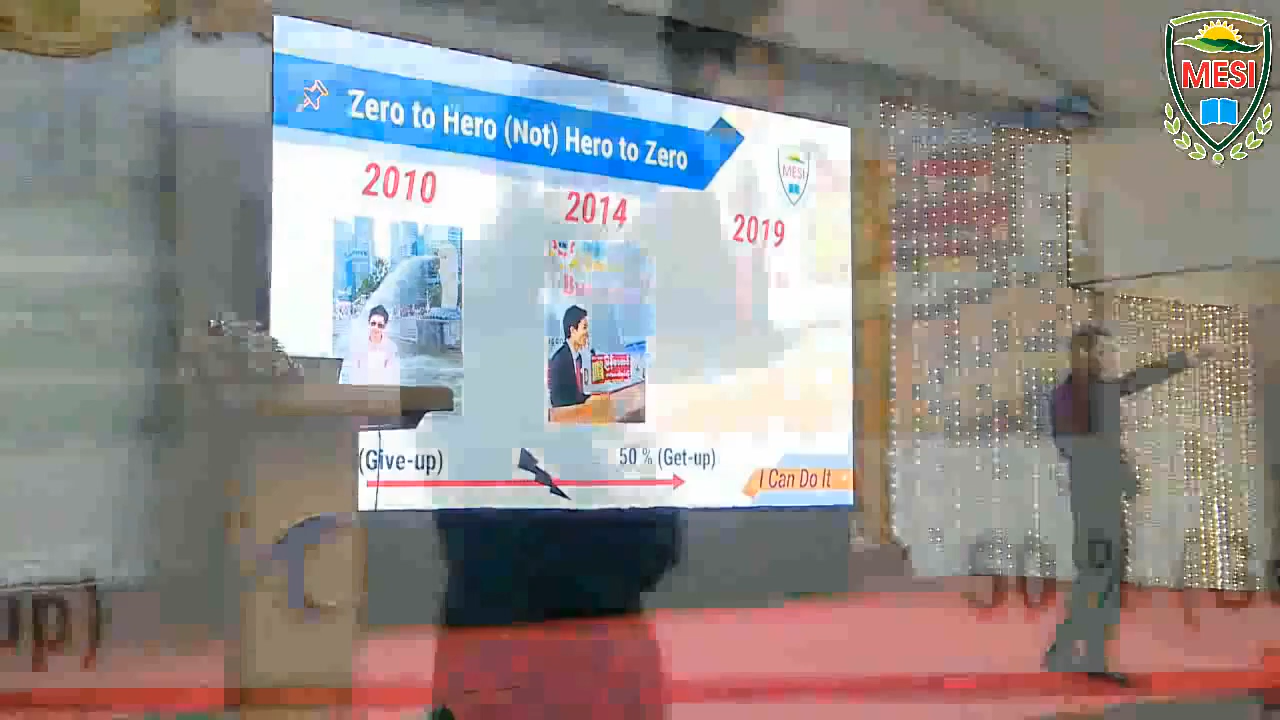 MESI
Zero to Hero (Not) Hero to Zero
MESI
2010
2014
2019
(Give-up)
50 % (Get-up)
I Can Do It
up)